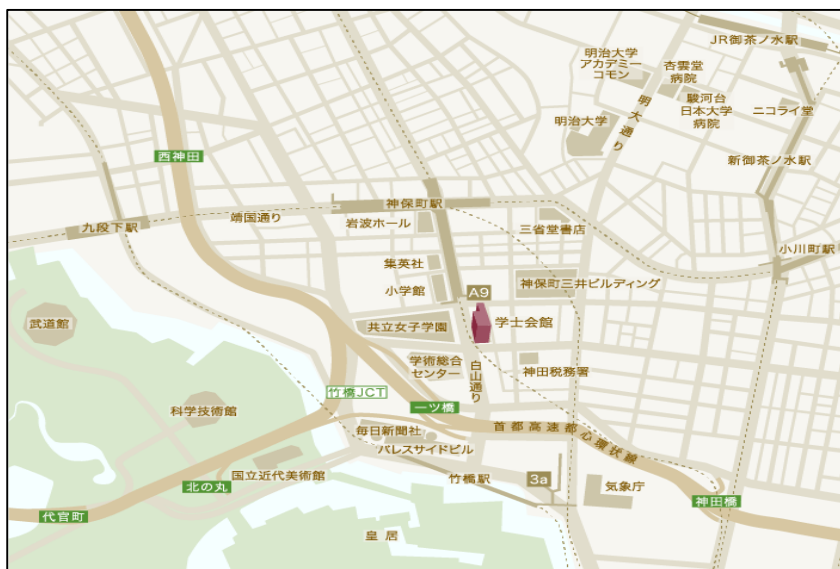 JR御茶ノ水駅
明治大学
アカデミー
コモン
杏雲堂
病院
駿河台
日本大学
病院
ニコライ堂
明大通り
明治大学
西神田
新御茶ノ水駅
神保町駅
靖国通り
九段下駅
岩波ホール
三省堂書店
小川町駅
集英社
小学館
神保町三井ビルディング
A9
武道館
共立女子学園
学士会館
学術総合
センター
白山通り
神田税務署
竹橋JCT
一ツ橋
科学技術館
毎日新聞社
パレスサイドビル
首都高速都心環状線
国立近代美術館
竹橋駅
3a
気象庁
北の丸
神田橋
代官町
皇居